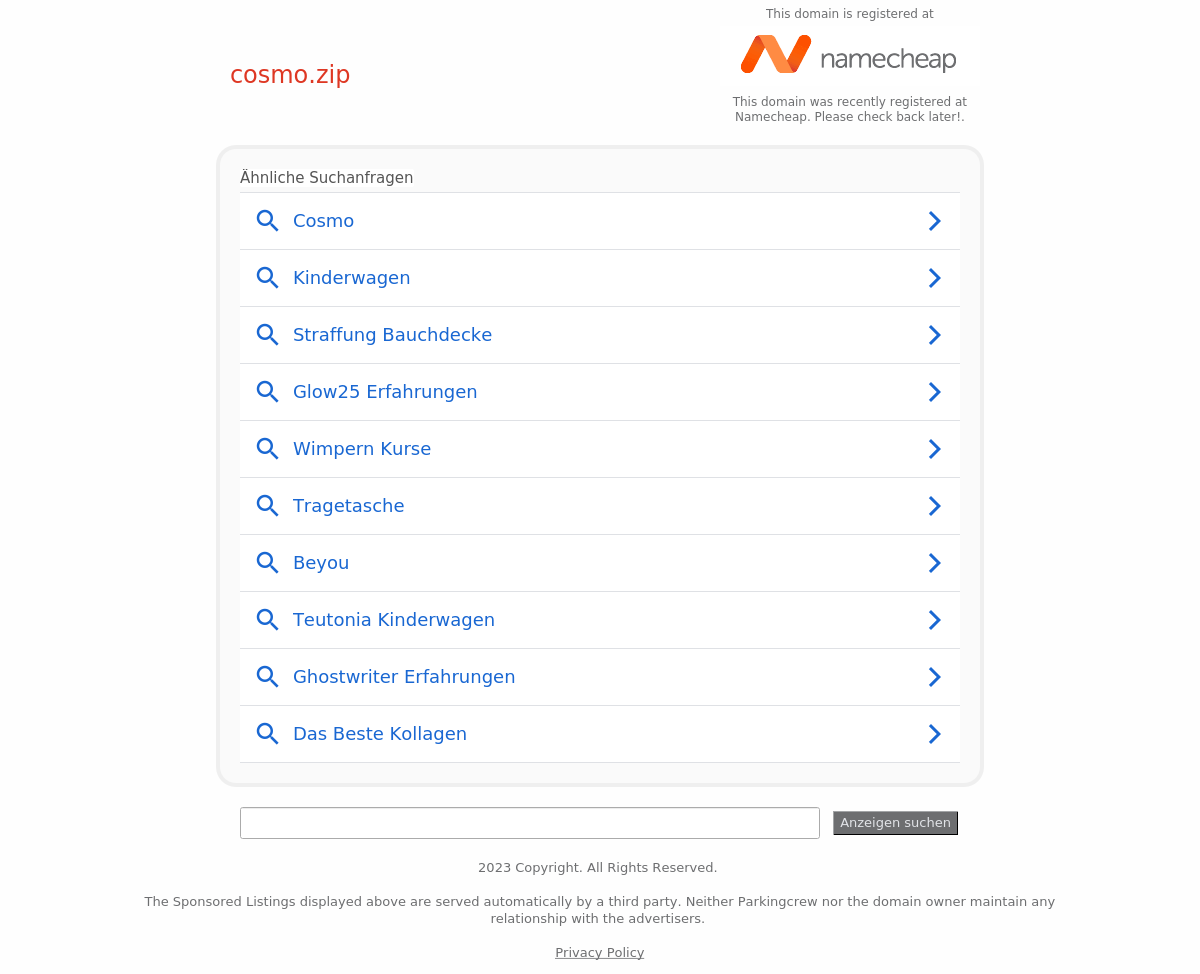 This domain is registered at
namecheap
cosmo.zip
This domain was recently registered at
Namecheap. Please check back later!.
Ähnliche Suchanfragen
Cosmo
Kinderwagen
Straffung Bauchdecke
Glow25 Erfahrungen
Wimpern Kurse
Tragetasche
Beyou
Teutonia Kinderwagen
Ghostwriter Erfahrungen
Das Beste Kollagen
Anzeigen suchen
2023 Copyright. All Rights Reserved.
The Sponsored Listings displayed above are served automatically by a third party. Neither Parkingcrew nor the domain owner maintain any
relationship with the advertisers.
Privacy Policy